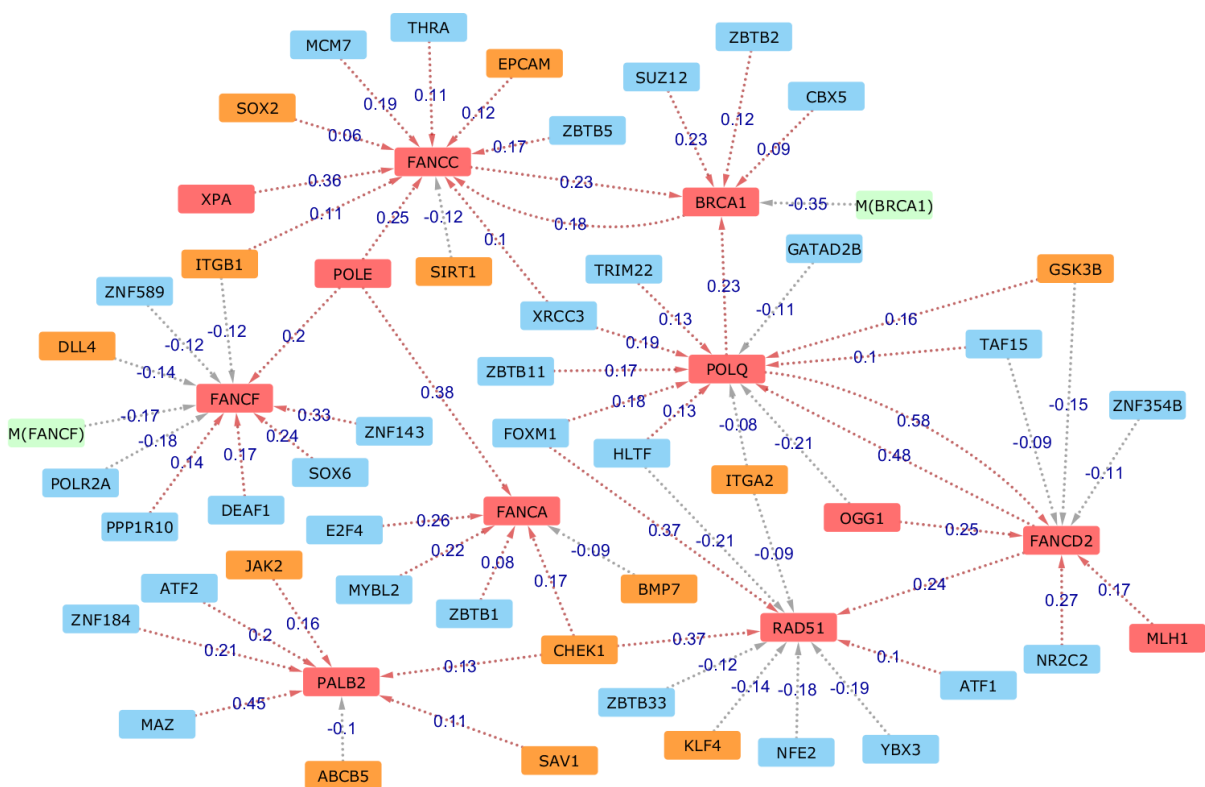 THRA
ZBTB2
MCM7
EPCAM
SUZ12
CBX5
SOX2
0.19
0.11
0.12
0.12
ZBTB5
0.06
0.17
0.23
0.09
FANCC
0.36
0.23
XPA
BRCA1
-0.35
M(BRCA1)
0.11
0.25
-0.12
0.18
0.1
GATAD2B
ITGB1
POLE
SIRT1
TRIM22
GSK3B
ZNF589
0.23
-0.11
XRCC3
0.13
0.16
-0.12
0.2
DLL4
-0.12
0.19
0.1
TAF15
-0.14
ZBTB11
0.17
POLQ
0.38
FANCF
0.18
0.13
-0.15
ZNF354B
M(FANCF)
-0.17
0.33
ZNF143
-0.08
0.58
FOXM1
-0.18
0.24
-0.21
-0.09
HLTF
0.48
0.14
0.17
SOX6
-0.11
POLR2A
ITGA2
DEAF1
FANCA
OGG1
PPP1R10
E2F4
0.26
0.37
-0.21
0.25
FANCD2
0.22
-0.09
-0.09
JAK2
0.08
ATF2
MYBL2
0.17
BMP7
0.24
0.17
ZNF184
ZBTB1
0.27
0.16
RAD51
0.2
0.37
MLH1
0.21
CHEK1
0.13
-0.12
0.1
NR2C2
PALB2
-0.14
-0.18
-0.19
ATF1
0.45
ZBTB33
MAZ
0.11
-0.1
KLF4
NFE2
YBX3
SAV1
ABCB5